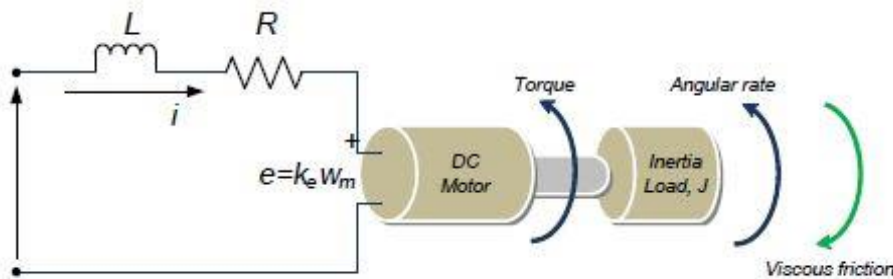 L
R
i
+
e=kₑwₘ
DC
Motor
Torque
Inertia
Load, J
Angular rate
Viscous friction